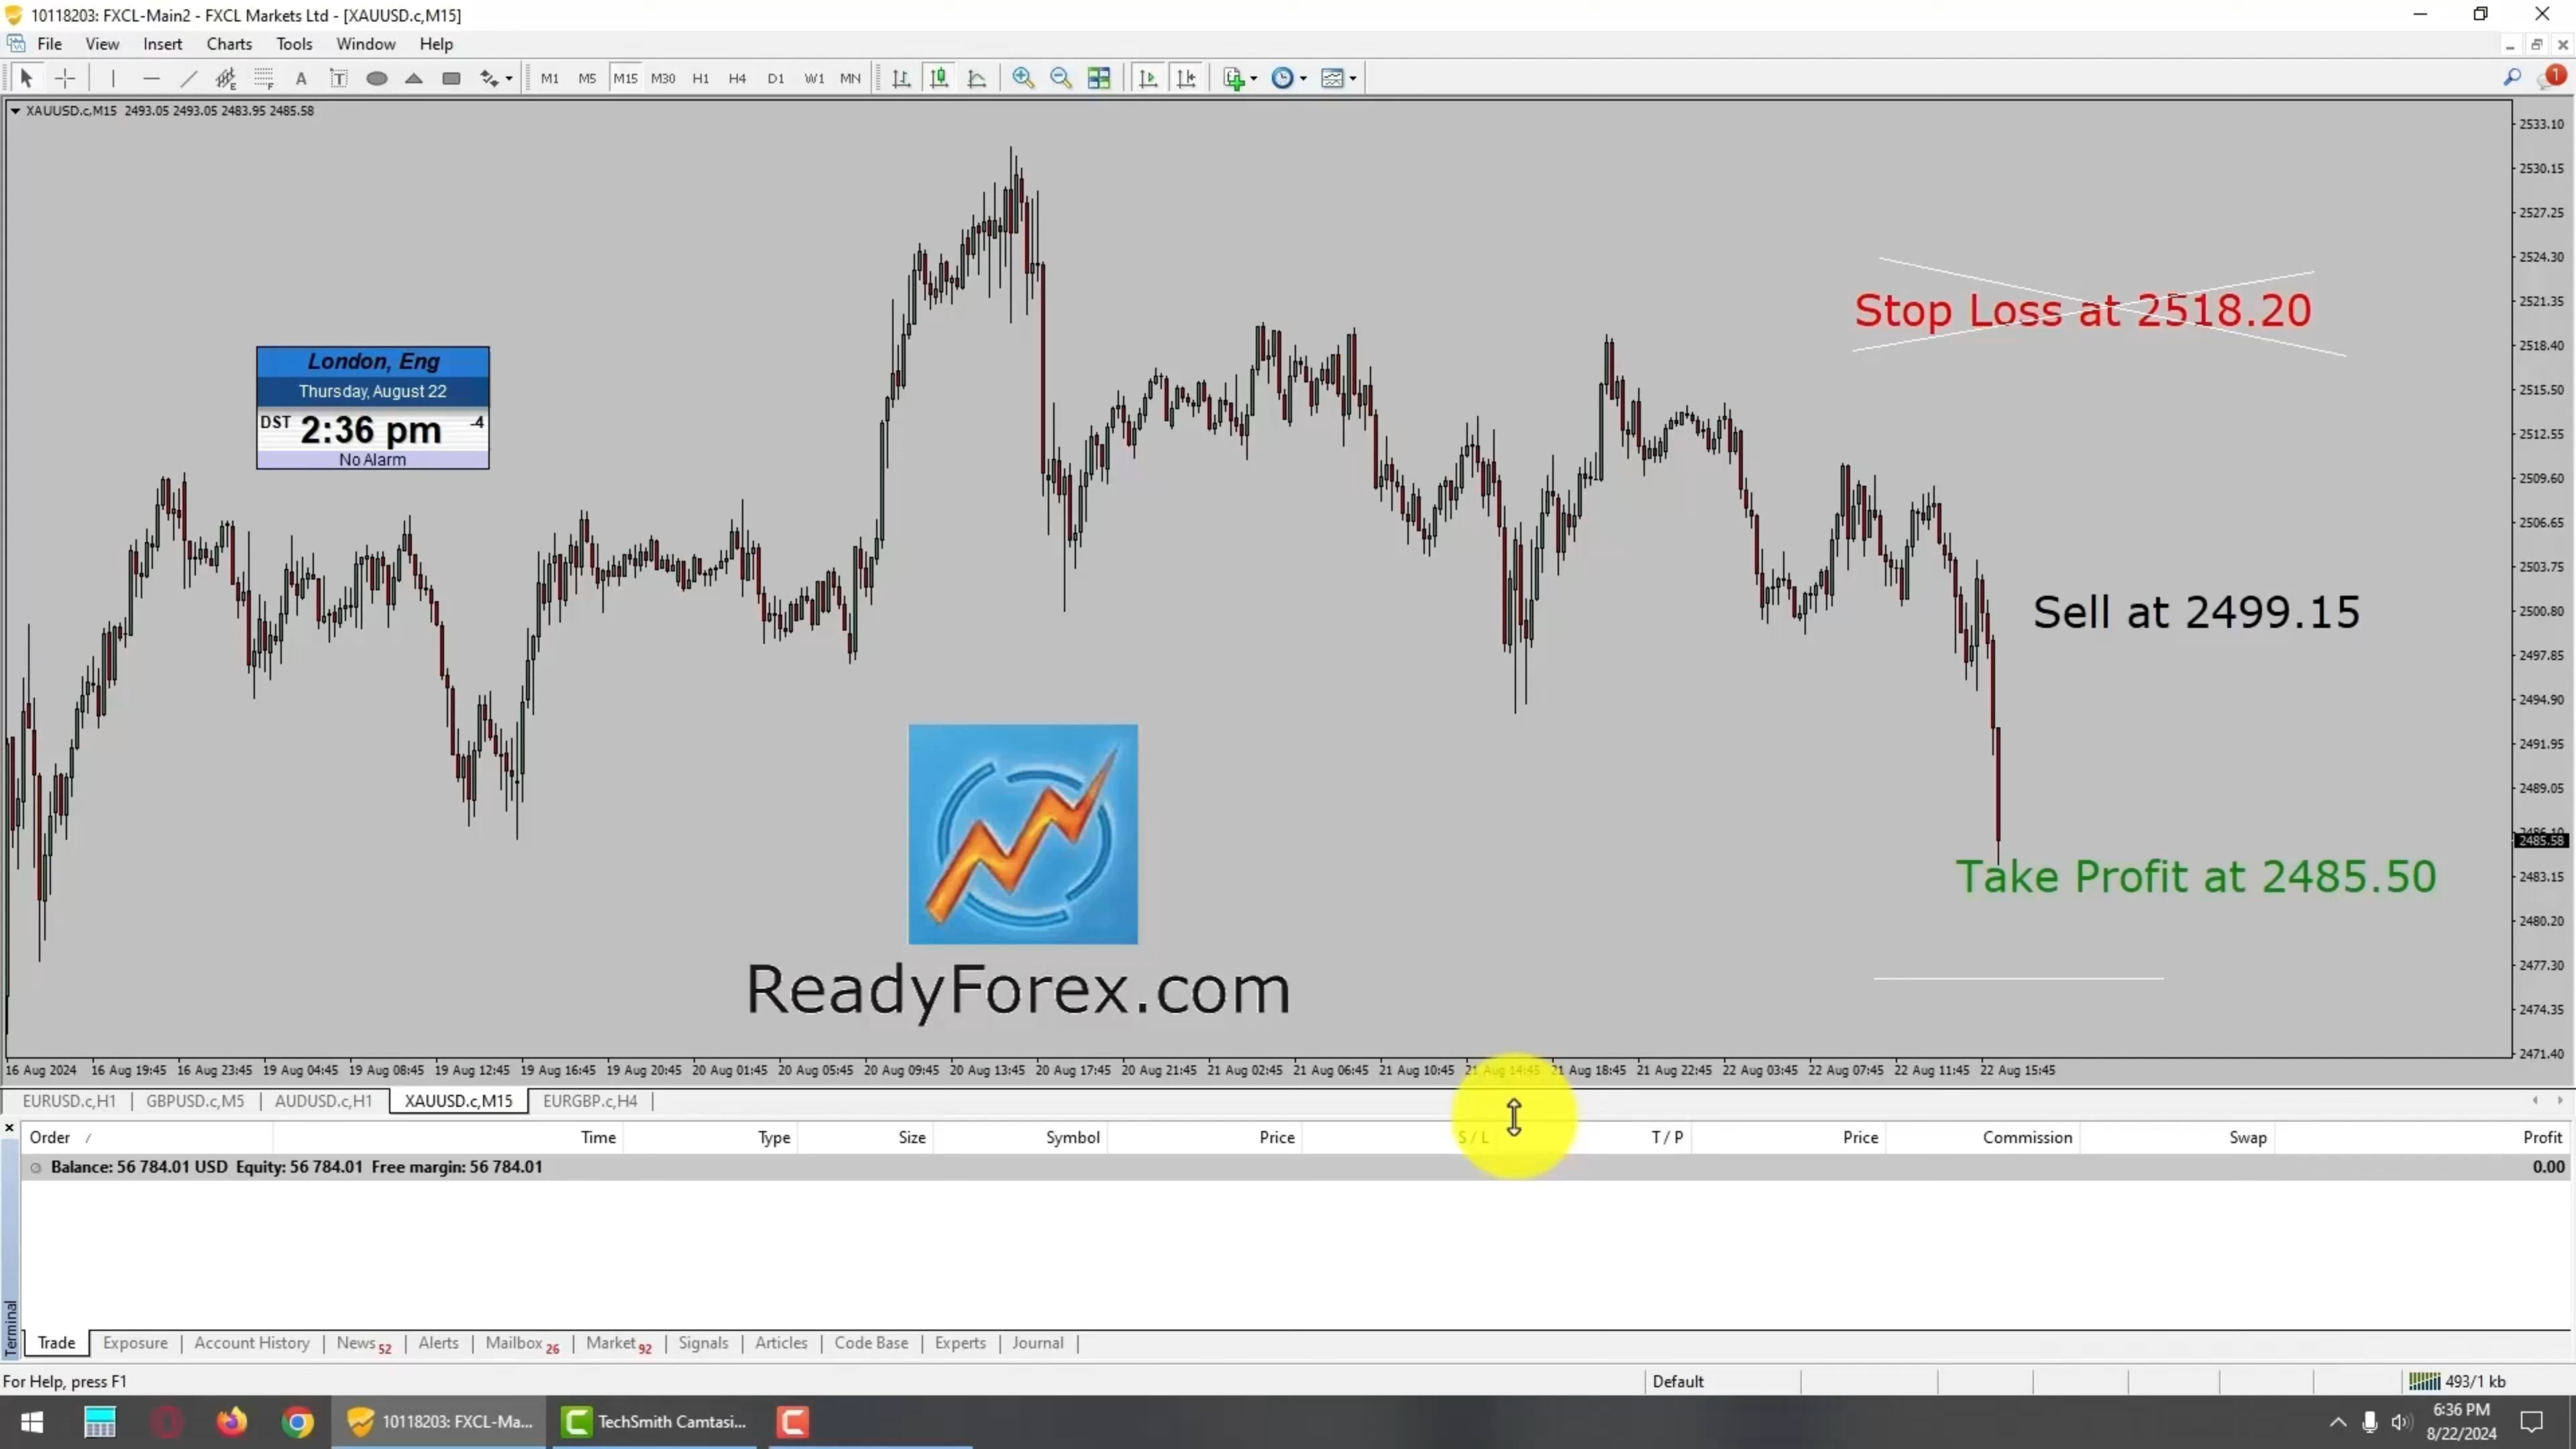 10118203: FXCL-Main2 - FXCL Markets Ltd - [XAUUSD.c,M15]
File View Insert Charts Tools Window Help
A T M1 M5 M15 M30 H1 H4 D1 W1 MN 1
XAUUSD.c,M15 2493.05 2493.05 2483.95 2485.58
2533.10
2530.15
2527.25
2524.30
2521.35
2518.40
2515.50
2512.55
2509.60
2506.65
2503.75
2500.80
2497.85
2494.90
2491.95
2489.05
2485.58
2483.15
2480.20
2477.30
2474.35
2471.40
London, Eng
Thursday, August 22
DST 2:36 pm -4
No Alarm
Stop Loss at 2518.20
Sell at 2499.15
Take Profit at 2485.50
ReadyForex.com
16 Aug 2024 16 Aug 19:45 16 Aug 23:45 19 Aug 04:45 19 Aug 08:45 19 Aug 12:45 19 Aug 16:45 19 Aug 20:45 20 Aug 01:45 20 Aug 05:45 20 Aug 09:45 20 Aug 13:45 20 Aug 17:45 20 Aug 21:45 21 Aug 02:45 21 Aug 06:45 21 Aug 10:45 21 Aug 14:45 21 Aug 18:45 21 Aug 22:45 22 Aug 03:45 22 Aug 07:45 22 Aug 11:45 22 Aug 15:45
EURUSD.c,H1 GBPUSD.c,M5 AUDUSD.c,H1 XAUUSD.c,M15 EURGBP.c,H4
Order / Time Type Size Symbol Price S / L T / P Price Commission Swap Profit
Balance: 56 784.01 USD Equity: 56 784.01 Free margin: 56 784.01 0.00
Terminal
Trade Exposure Account History News 52 Alerts Mailbox 26 Market 92 Signals Articles Code Base Experts Journal
For Help, press F1 Default 493/1 kb
10118203: FXCL-Ma... TechSmith Camtasi... 6:36 PM
8/22/2024